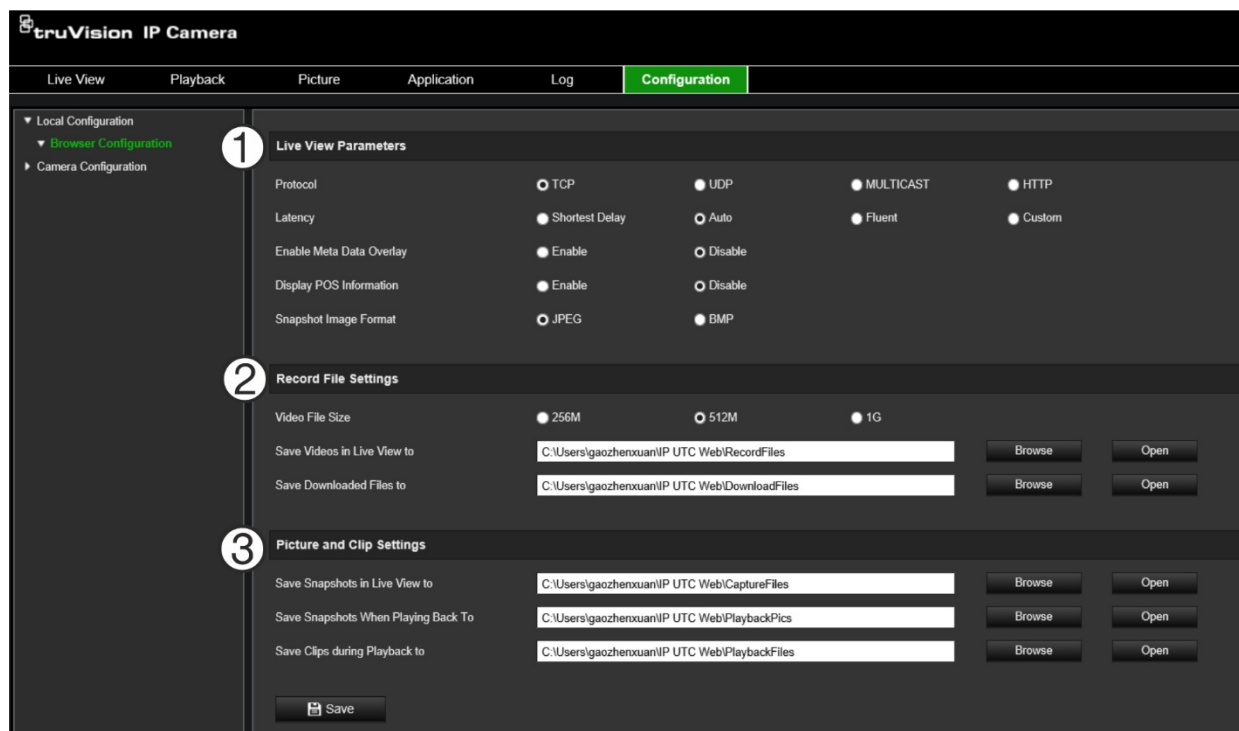 truVision IP Camera
Live View Playback Picture Application Log Configuration
Local Configuration
Browser Configuration
Camera Configuration
1 Live View Parameters
Protocol TCP UDP MULTICAST HTTP
Latency Shortest Delay Auto Fluent Custom
Enable Meta Data Overlay Enable Disable
Display POS Information Enable Disable
Snapshot Image Format JPEG BMP
2 Record File Settings
Video File Size 256M 512M 1G
Save Videos in Live View to C:\Users\gaozhenxuan\IP UTC Web\RecordFiles Browse Open
Save Downloaded Files to C:\Users\gaozhenxuan\IP UTC Web\DownloadFiles Browse Open
3 Picture and Clip Settings
Save Snapshots in Live View to C:\Users\gaozhenxuan\IP UTC Web\CaptureFiles Browse Open
Save Snapshots When Playing Back To C:\Users\gaozhenxuan\IP UTC Web\PlaybackPics Browse Open
Save Clips during Playback to C:\Users\gaozhenxuan\IP UTC Web\PlaybackFiles Browse Open
Save